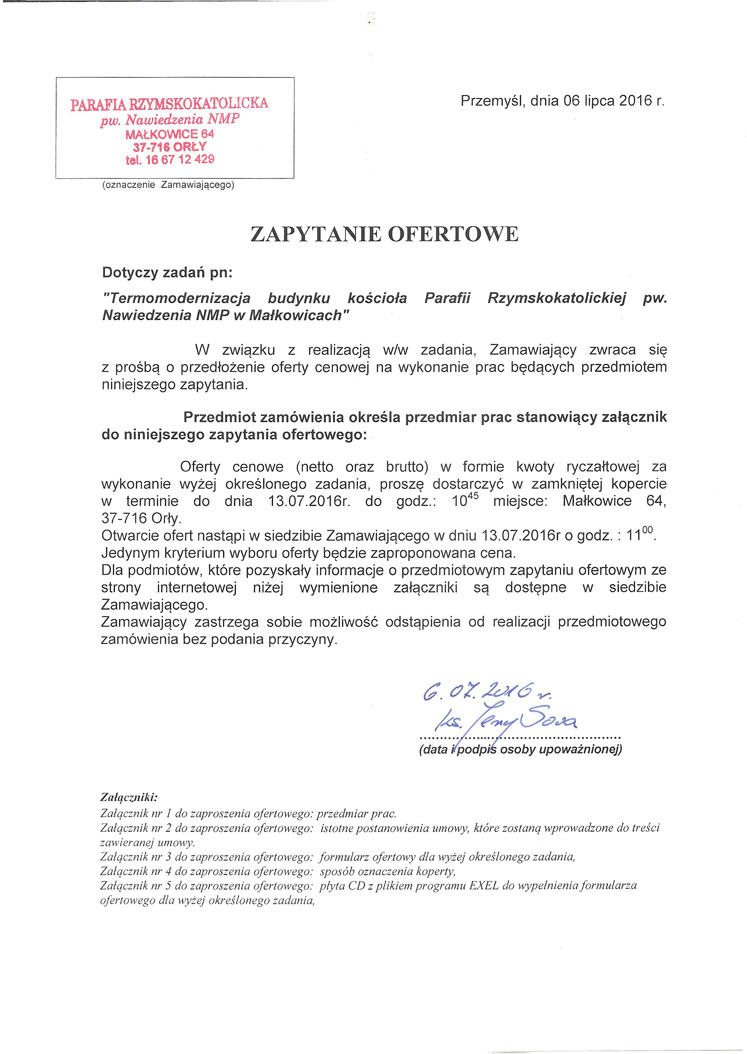 PARAFIA RZYMSKOKATOLICKA
pw. Nawiedzenia NMP
MAŁKOWICE 64
37-716 ORŁY
tel. 16 67 12 429
(oznaczenie Zamawiającego)
Przemyśl, dnia 06 lipca 2016 r.
ZAPYTANIE OFERTOWE
Dotyczy zadań pn:
"Termomodernizacja budynku kościoła Parafii Rzymskokatolickiej pw.
Nawiedzenia NMP w Małkowicach"
W związku z realizacją w/w zadania, Zamawiający zwraca się
z prośbą o przedłożenie oferty cenowej na wykonanie prac będących przedmiotem
niniejszego zapytania.
Przedmiot zamówienia określa przedmiar prac stanowiący załącznik
do niniejszego zapytania ofertowego:
Oferty cenowe (netto oraz brutto) w formie kwoty ryczałtowej za
wykonanie wyżej określonego zadania, proszę dostarczyć w zamkniętej kopercie
w terminie do dnia 13.07.2016r. do godz.: 10⁴⁵ miejsce: Małkowice 64,
37-716 Orły.
Otwarcie ofert nastąpi w siedzibie Zamawiającego w dniu 13.07.2016r o godz. : 11⁰⁰.
Jedynym kryterium wyboru oferty będzie zaproponowana cena.
Dla podmiotów, które pozyskały informacje o przedmiotowym zapytaniu ofertowym ze
strony internetowej niżej wymienione załączniki są dostępne w siedzibie
Zamawiającego.
Zamawiający zastrzega sobie możliwość odstąpienia od realizacji przedmiotowego
zamówienia bez podania przyczyny.
6.07.2016 r.
ks. Jerzy
(data i podpis osoby upoważnionej)
Załączniki:
Załącznik nr 1 do zaproszenia ofertowego: przedmiar prac.
Załącznik nr 2 do zaproszenia ofertowego: istotne postanowienia umowy, które zostaną wprowadzone do treści
zawieranej umowy.
Załącznik nr 3 do zaproszenia ofertowego: formularz ofertowy dla wyżej określonego zadania,
Załącznik nr 4 do zaproszenia ofertowego: sposób oznaczenia koperty,
Załącznik nr 5 do zaproszenia ofertowego: płyta CD z plikiem programu EXEL do wypełnienia formularza
ofertowego dla wyżej określonego zadania,